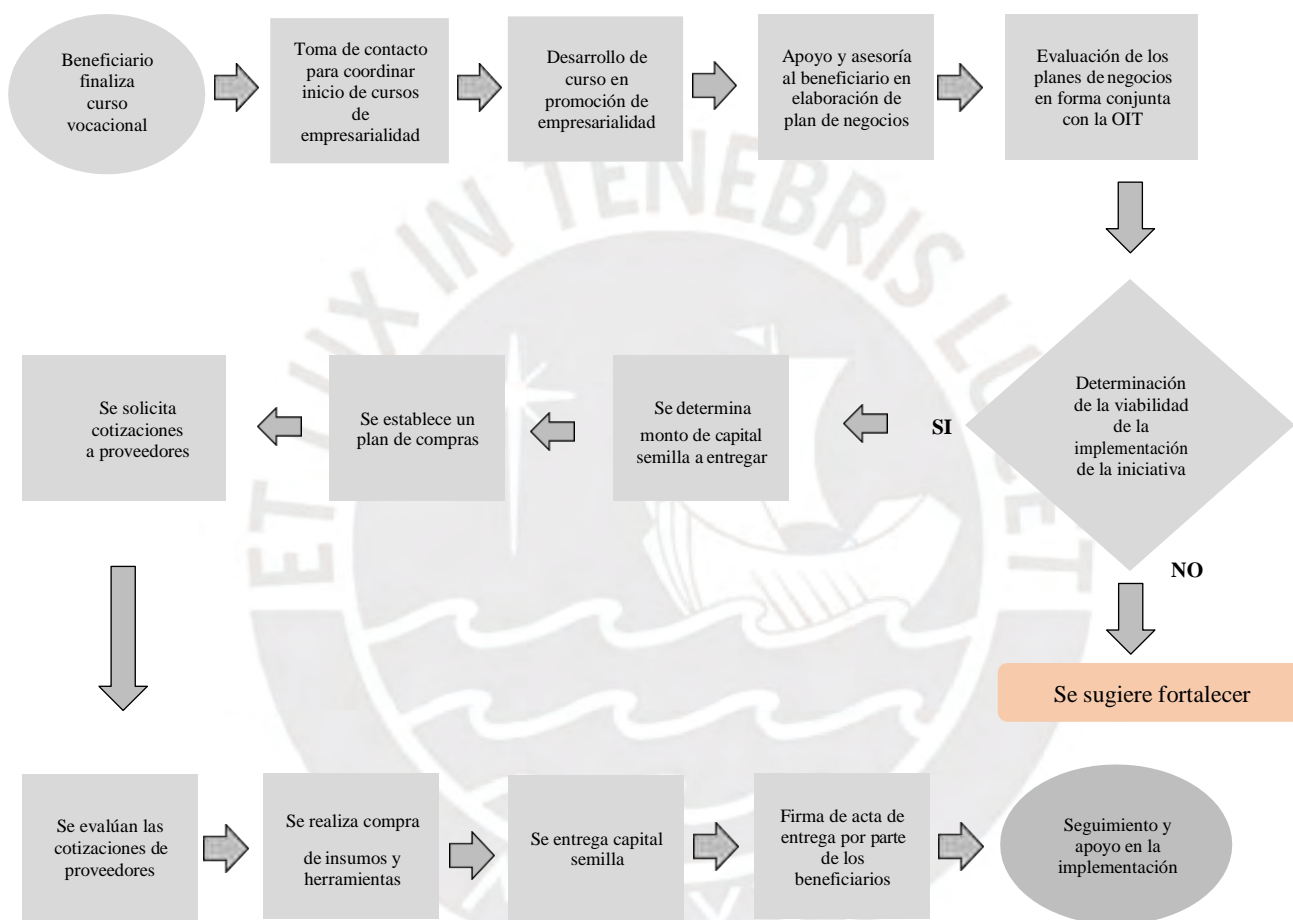 Beneficiario
finaliza
curso
vocacional
Toma de contacto
para coordinar
inicio de cursos
de
empresarialidad
Desarrollo de
curso en
promoción de
empresarialidad
Apoyo y asesoría
al beneficiario en
elaboración de
plan de negocios
Evaluación de los
planes de negocios
en forma conjunta
con la OIT
Determinación
de la viabilidad
de la
implementación
de la iniciativa
SI
Se determina
monto de capital
semilla a entregar
Se establece un
plan de compras
Se solicita
cotizaciones
a proveedores
NO
Se sugiere fortalecer
Se evalúan las
cotizaciones de
proveedores
Se realiza compra
de insumos y
herramientas
Se entrega capital
semilla
Firma de acta de
entrega por parte
de los
beneficiarios
Seguimiento y
apoyo en la
implementación
ET LUX IN TENEBRIS LUCET